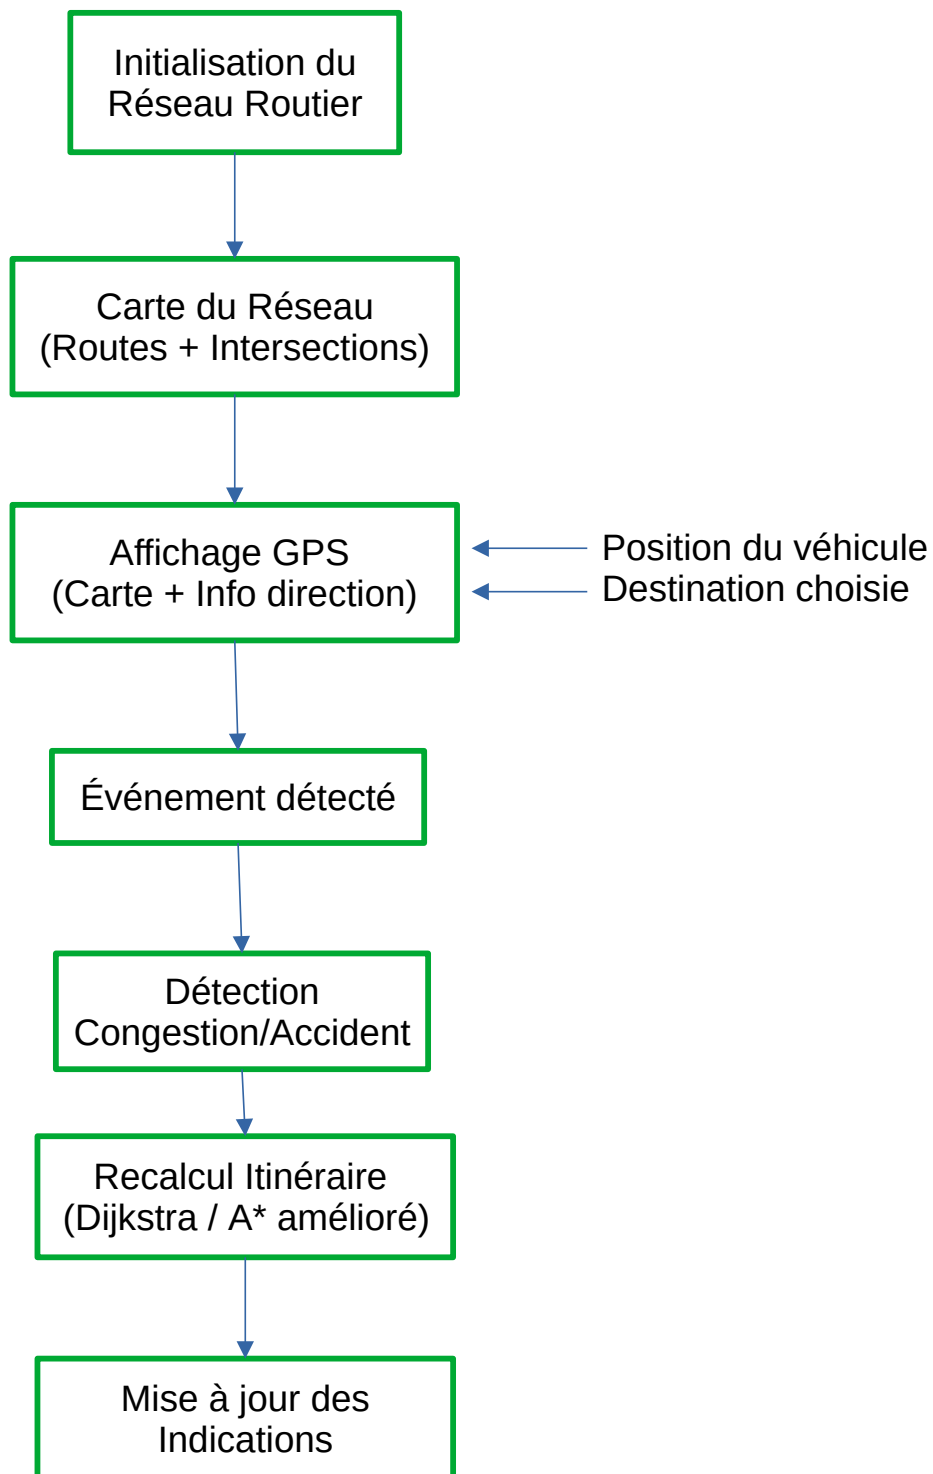 Initialisation du
Réseau Routier
Carte du Réseau
(Routes + Intersections)
Affichage GPS
(Carte + Info direction)
Position du véhicule
Destination choisie
Événement détecté
Détection
Congestion/Accident
Recalcul Itinéraire
(Dijkstra / A* amélioré)
Mise à jour des
Indications